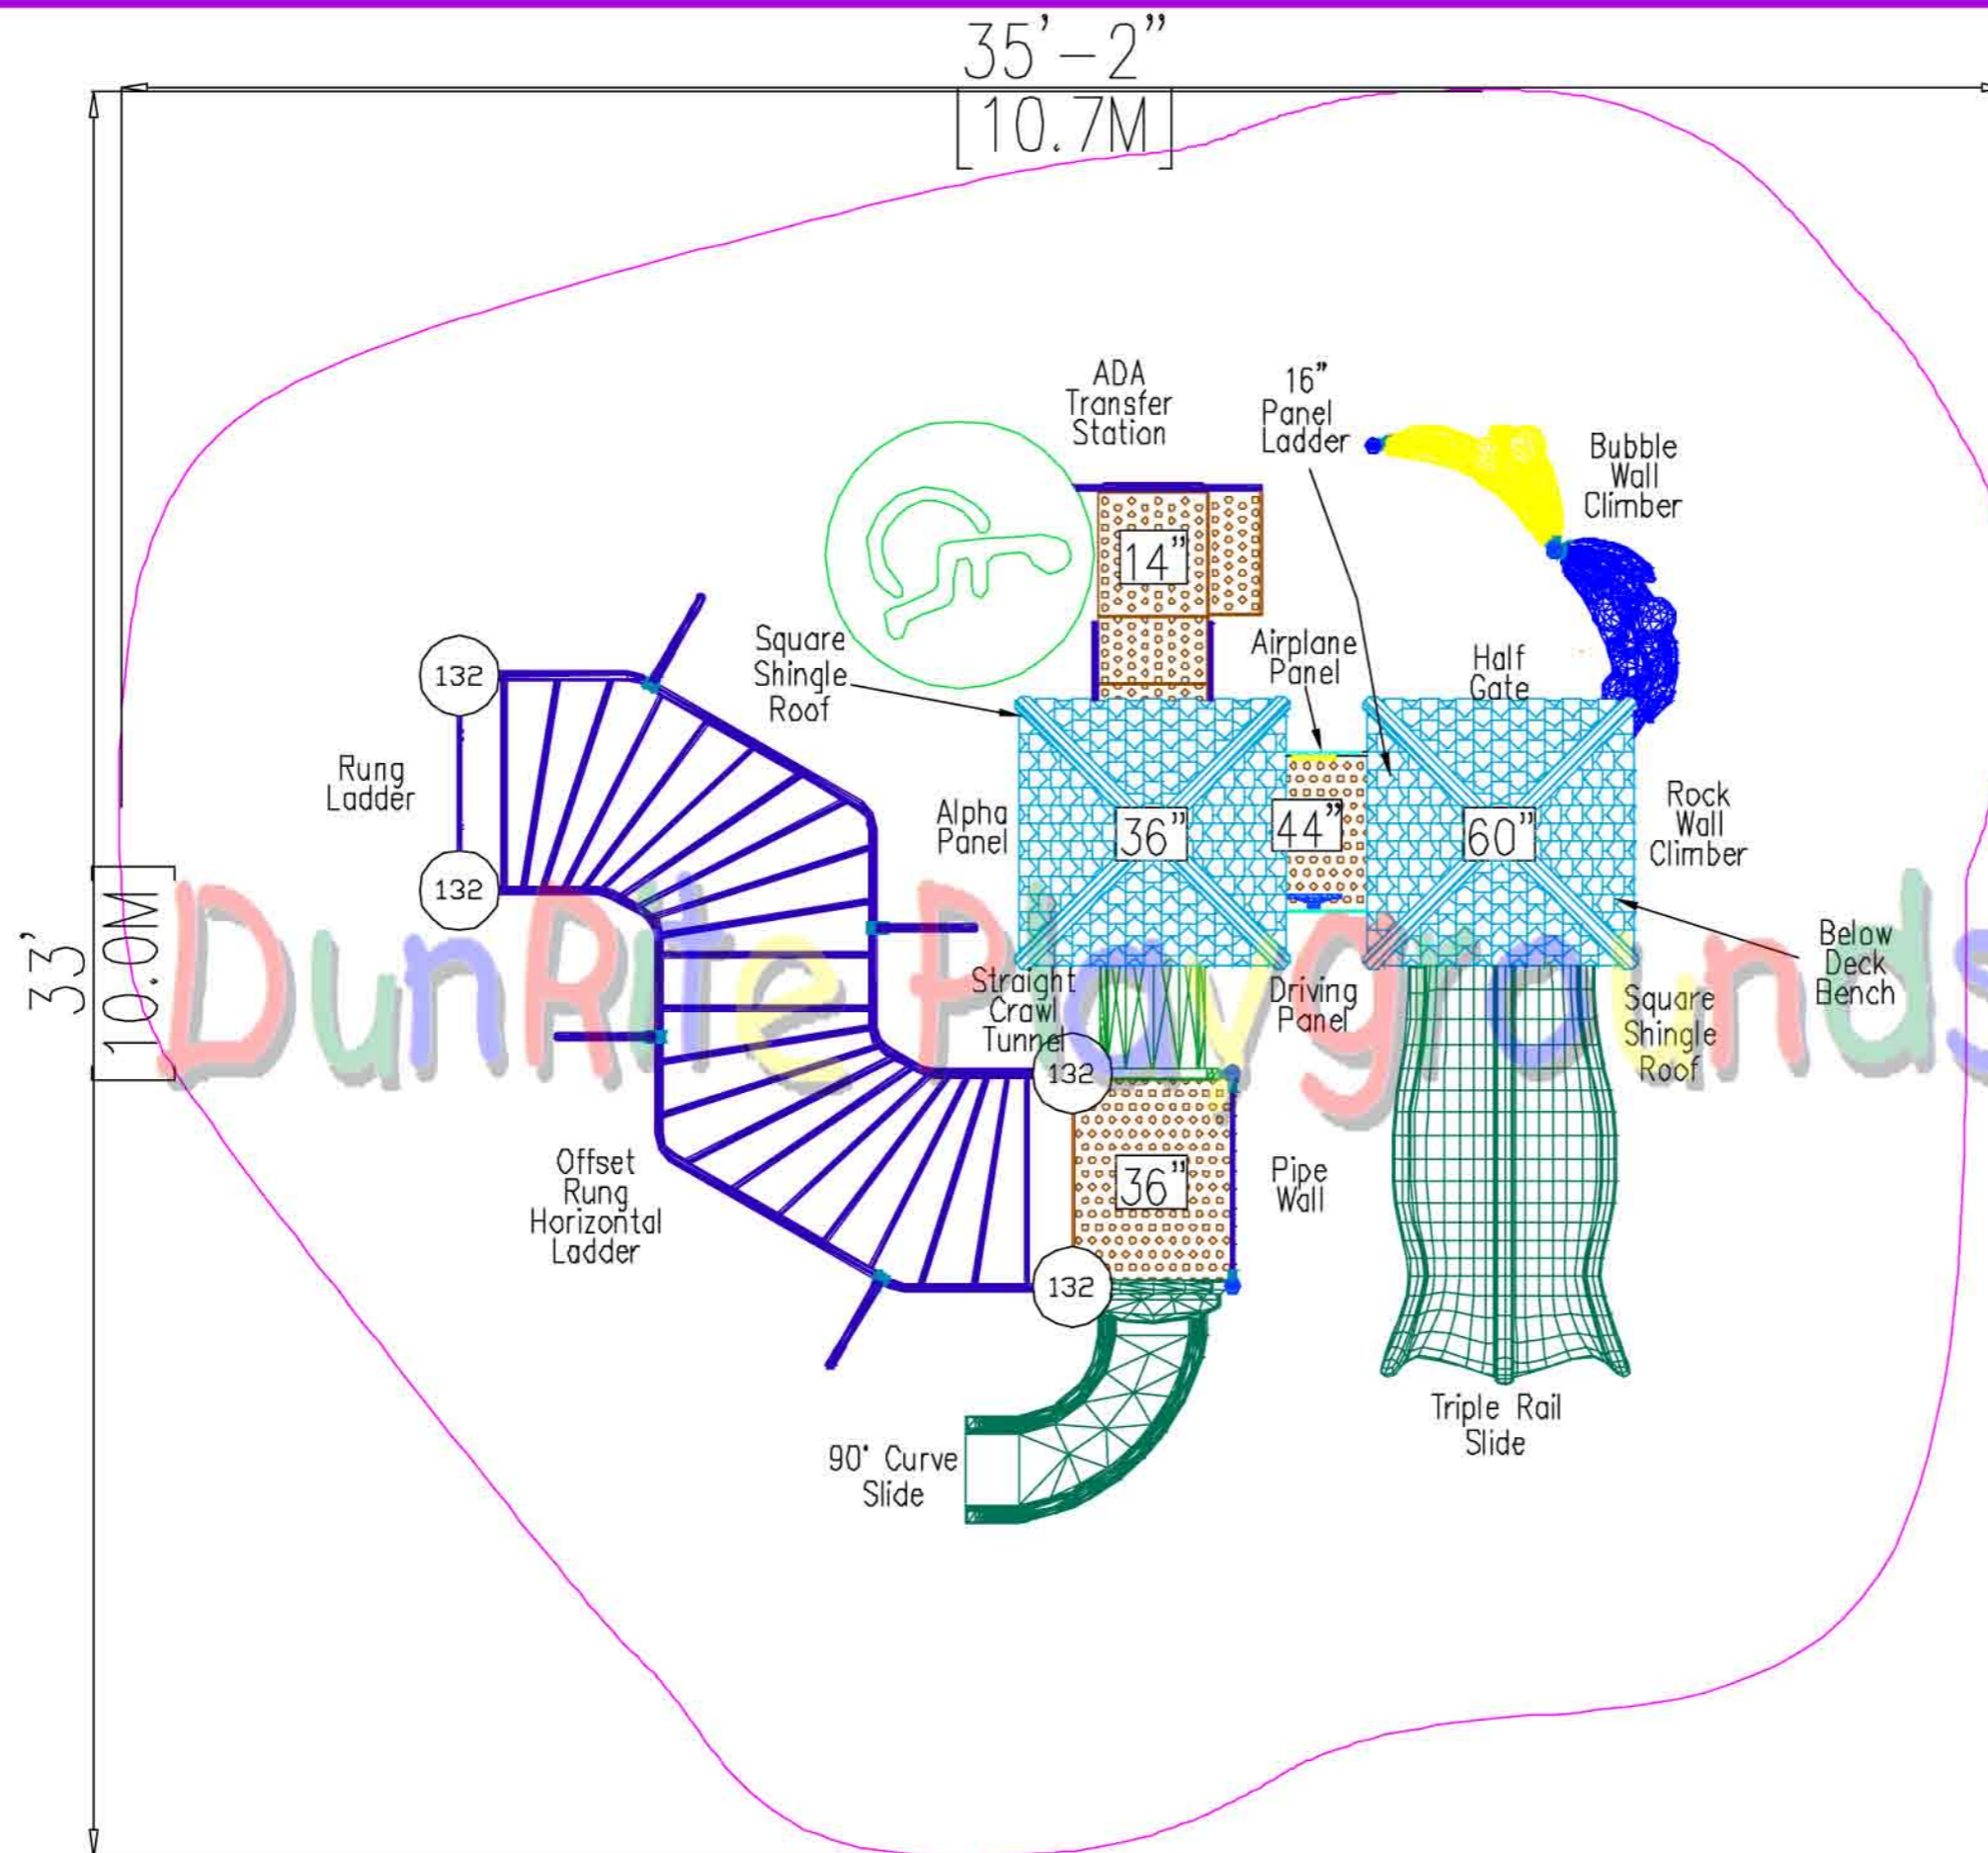 35'-2"
[10.7M]
33'
[10.0M]
ADA
Transfer
Station
16"
Panel
Ladder
Bubble
Wall
Climber
14"
Square
Shingle
Roof
Airplane
Panel
Half
Gate
132
Rung
Ladder
132
Alpha
Panel
36"
44"
60"
Rock
Wall
Climber
Below
Deck
Bench
DunRite Playgrounds
Straight
Crawl
Tunnel
Driving
Panel
Square
Shingle
Roof
132
Offset
Rung
Horizontal
Ladder
36"
Pipe
Wall
132
Triple Rail
Slide
90° Curve
Slide